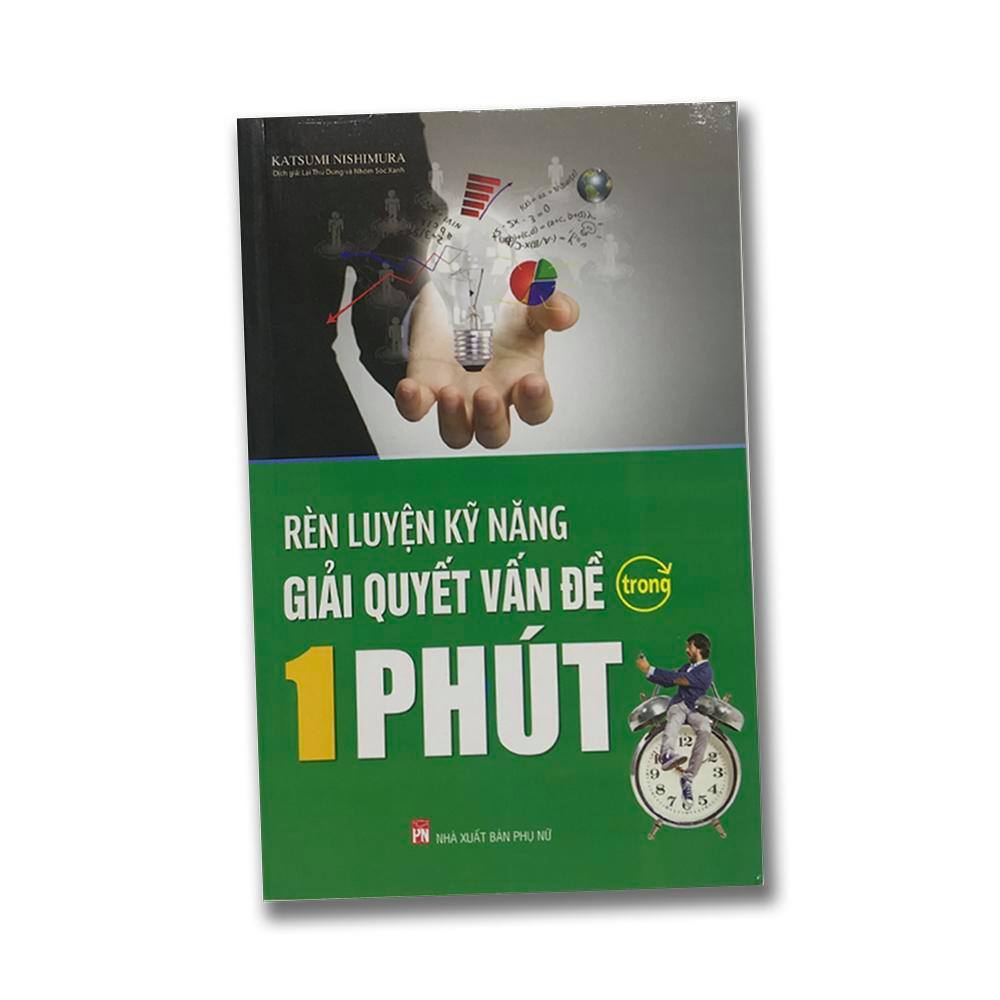 KATSUMI NISHIMURA
Dịch giả: Lại Thu Dung và Nhóm Sóc Xanh
RÈN LUYỆN KỸ NĂNG
GIẢI QUYẾT VẤN ĐỀ trong
1 PHÚT
PN NHÀ XUẤT BẢN PHỤ NỮ